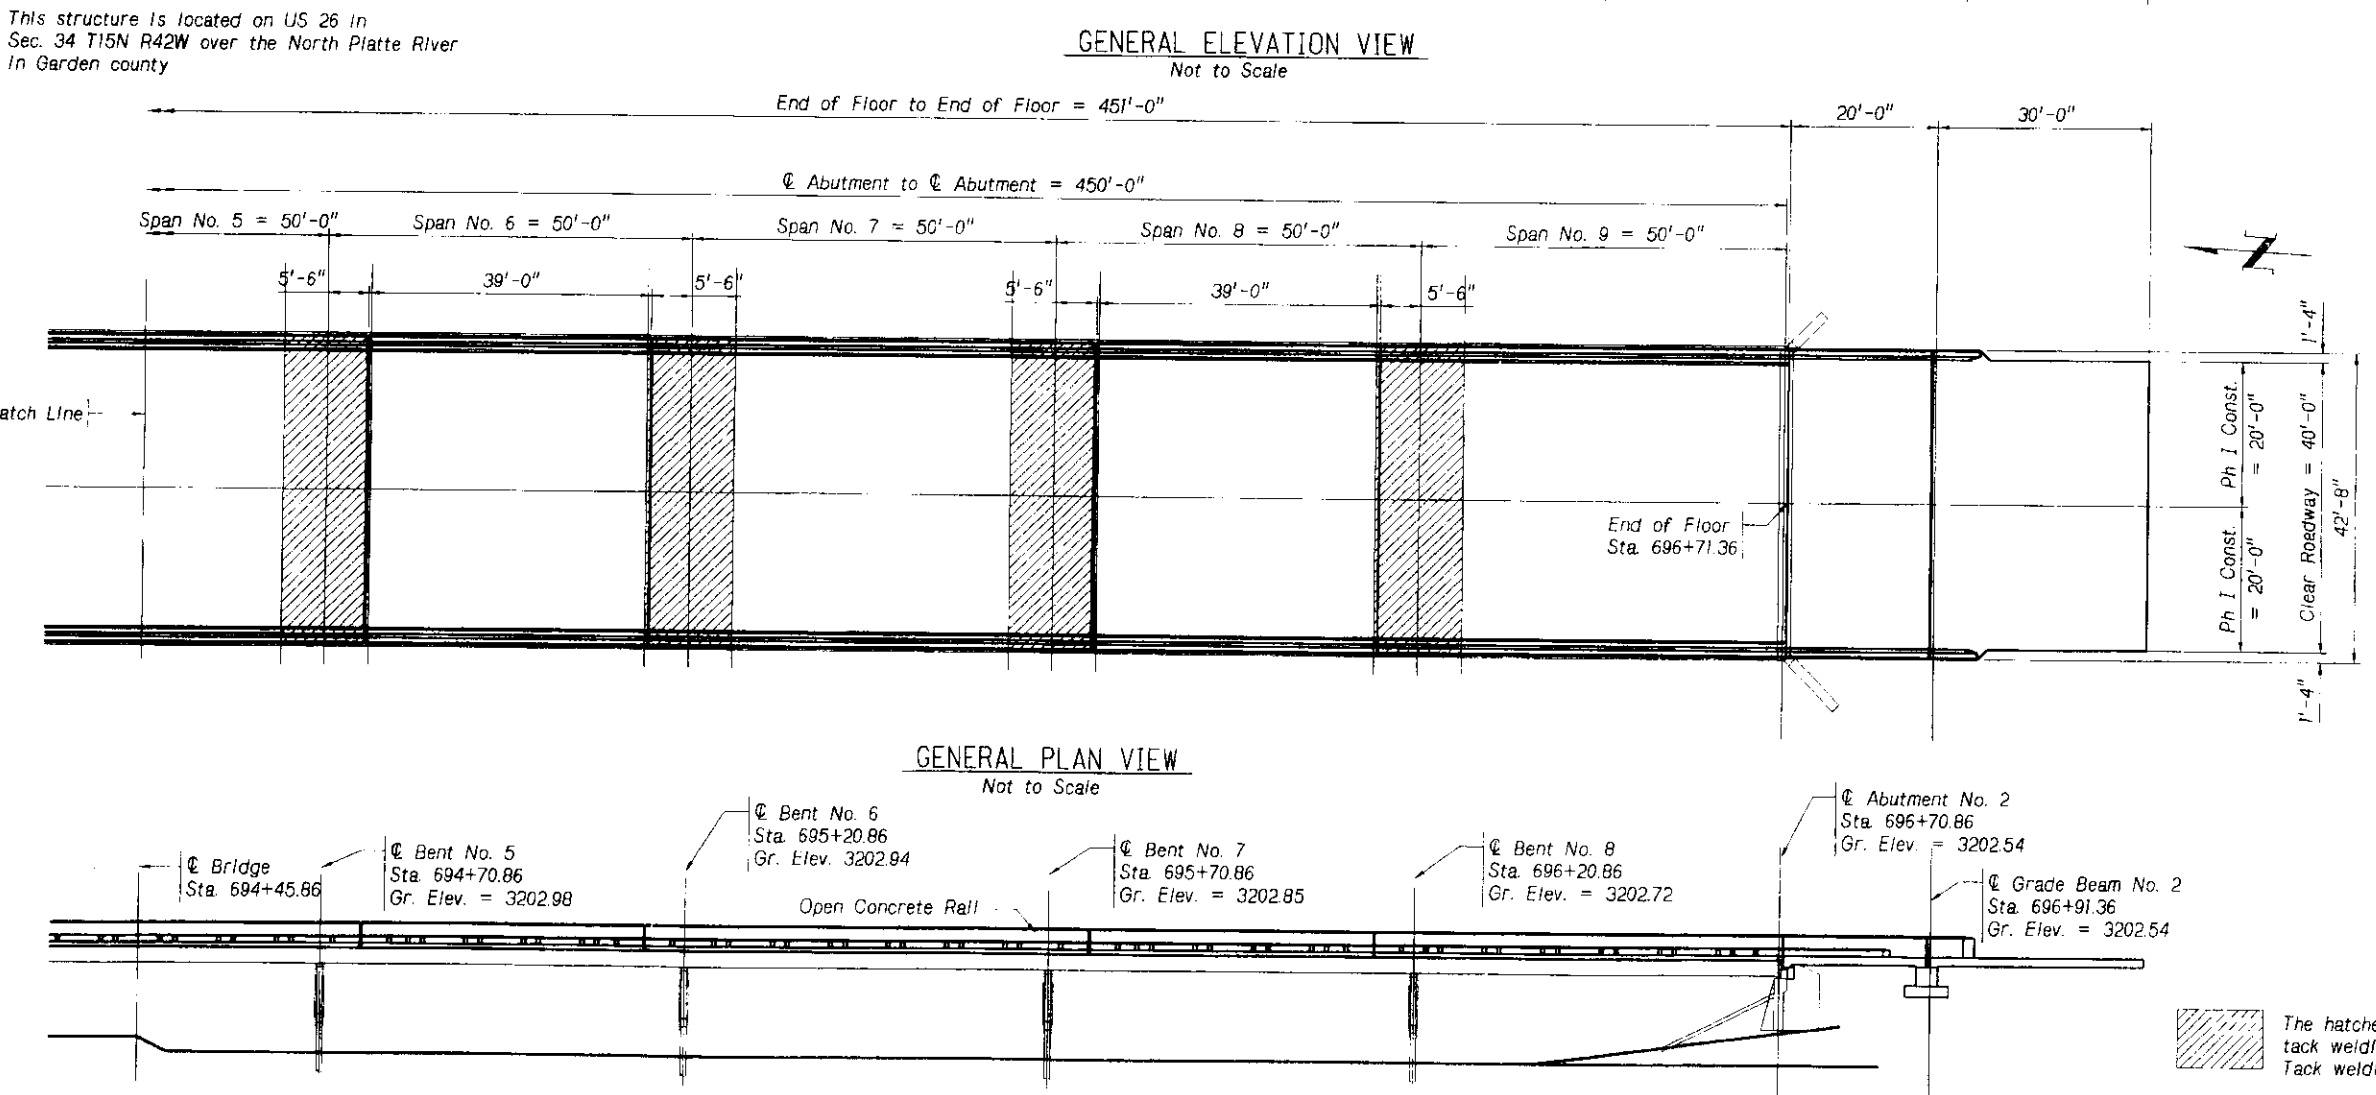 This structure is located on US 26 in
Sec. 34 T15N R42W over the North Platte River
in Garden county
GENERAL ELEVATION VIEW
Not to Scale
End of Floor to End of Floor = 451'-0"
20'-0"
30'-0"
℄ Abutment to ℄ Abutment = 450'-0"
Span No. 5 = 50'-0"
Span No. 6 = 50'-0"
Span No. 7 = 50'-0"
Span No. 8 = 50'-0"
Span No. 9 = 50'-0"
5'-6"
39'-0"
5'-6"
5'-6"
39'-0"
5'-6"
1'-4"
atch Line
Ph I Const.
= 20'-0"
Ph I Const.
= 20'-0"
Clear Roadway = 40'-0"
42'-8"
End of Floor
Sta. 696+71.36
1'-4"
GENERAL PLAN VIEW
Not to Scale
℄ Bridge
Sta. 694+45.86
℄ Bent No. 5
Sta. 694+70.86
Gr. Elev. = 3202.98
℄ Bent No. 6
Sta. 695+20.86
Gr. Elev. 3202.94
℄ Bent No. 7
Sta. 695+70.86
Gr. Elev. = 3202.85
℄ Bent No. 8
Sta. 696+20.86
Gr. Elev. = 3202.72
℄ Abutment No. 2
Sta. 696+70.86
Gr. Elev. = 3202.54
℄ Grade Beam No. 2
Sta. 696+91.36
Gr. Elev. = 3202.54
Open Concrete Rail
The hatche
tack weldi
Tack weld